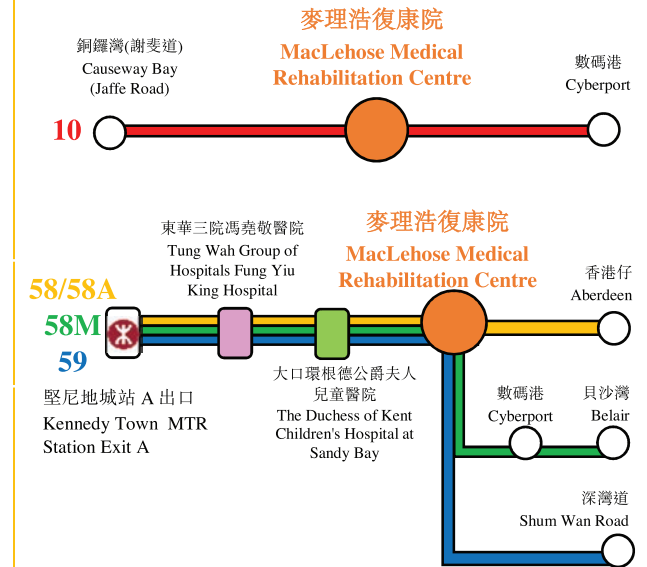 麥理浩復康院
MacLehose Medical
Rehabilitation Centre
銅鑼灣(謝斐道)
Causeway Bay
(Jaffe Road)
數碼港
Cyberport
10
東華三院馮堯敬醫院
Tung Wah Group of
Hospitals Fung Yiu
King Hospital
麥理浩復康院
MacLehose Medical
Rehabilitation Centre
香港仔
Aberdeen
58/58A
58M
59
堅尼地城站 A 出口
Kennedy Town MTR
Station Exit A
大口環根德公爵夫人
兒童醫院
The Duchess of Kent
Children's Hospital at
Sandy Bay
數碼港
Cyberport
貝沙灣
Belair
深灣道
Shum Wan Road